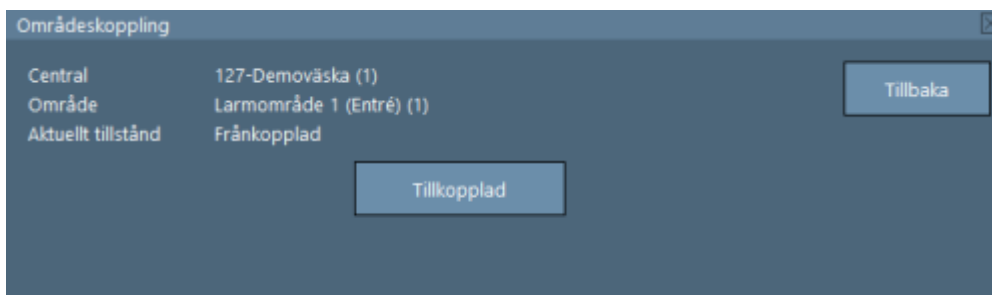 Områdeskoppling
Central 127-Demoväska (1)
Område Larmområde 1 (Entré) (1)
Aktuellt tillstånd Frånkopplad
Tillbaka
Tillkopplad